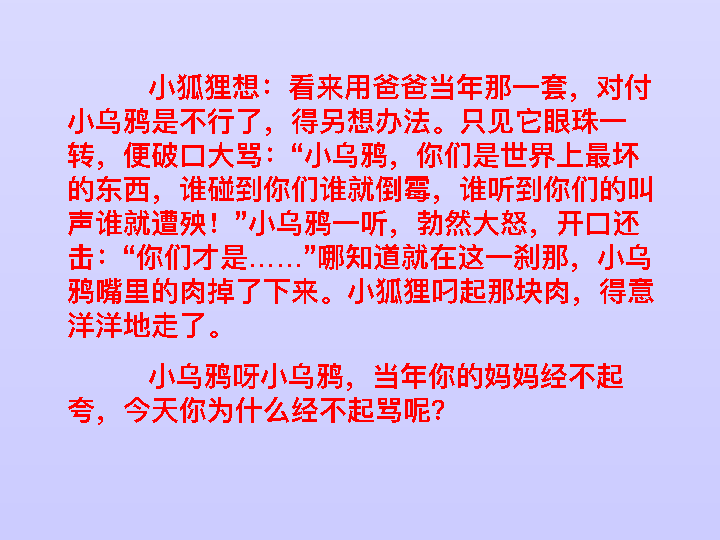 小狐狸想：看来用爸爸当年那一套，对付
小乌鸦是不行了，得另想办法。只见它眼珠一
转，便破口大骂：“小乌鸦，你们是世界上最坏
的东西，谁碰到你们谁就倒霉，谁听到你们的叫
声谁就遭殃！”小乌鸦一听，勃然大怒，开口还
击：“你们才是……”哪知道就在这一刹那，小乌
鸦嘴里的肉掉了下来。小狐狸叼起那块肉，得意
洋洋地走了。
小乌鸦呀小乌鸦，当年你的妈妈经不起
夸，今天你为什么经不起骂呢？